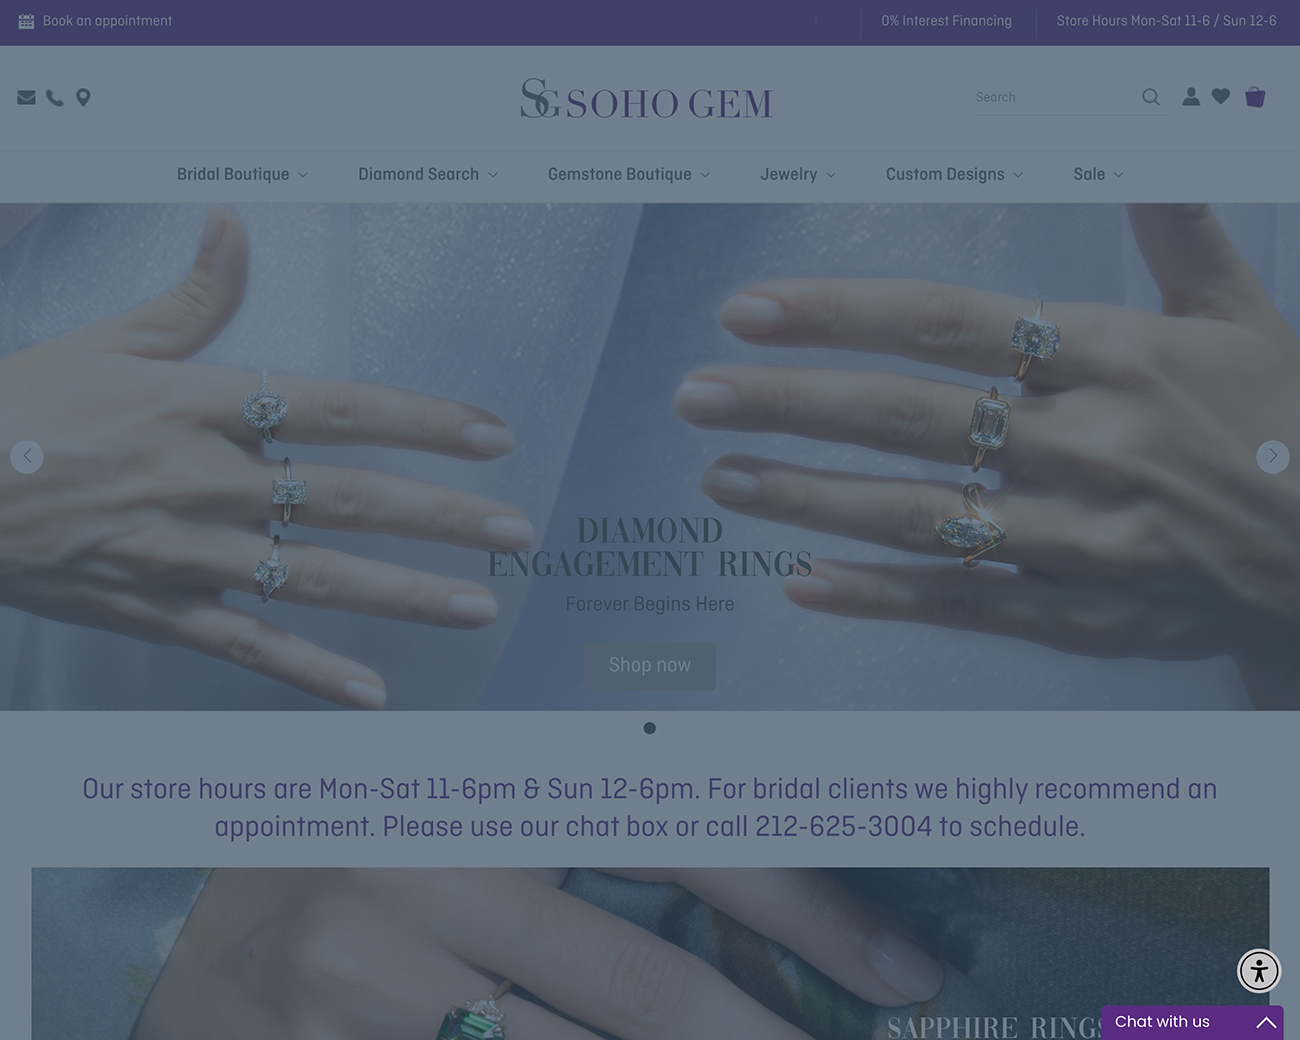 Book an appointment
0% Interest Financing
Store Hours Mon-Sat 11-6 / Sun 12-6
SG SOHO GEM
Search
Bridal Boutique
Diamond Search
Gemstone Boutique
Jewelry
Custom Designs
Sale
DIAMOND
ENGAGEMENT RINGS
Forever Begins Here
Shop now
Our store hours are Mon-Sat 11-6pm & Sun 12-6pm. For bridal clients we highly recommend an
appointment. Please use our chat box or call 212-625-3004 to schedule.
SAPPHIRE RINGS
Chat with us